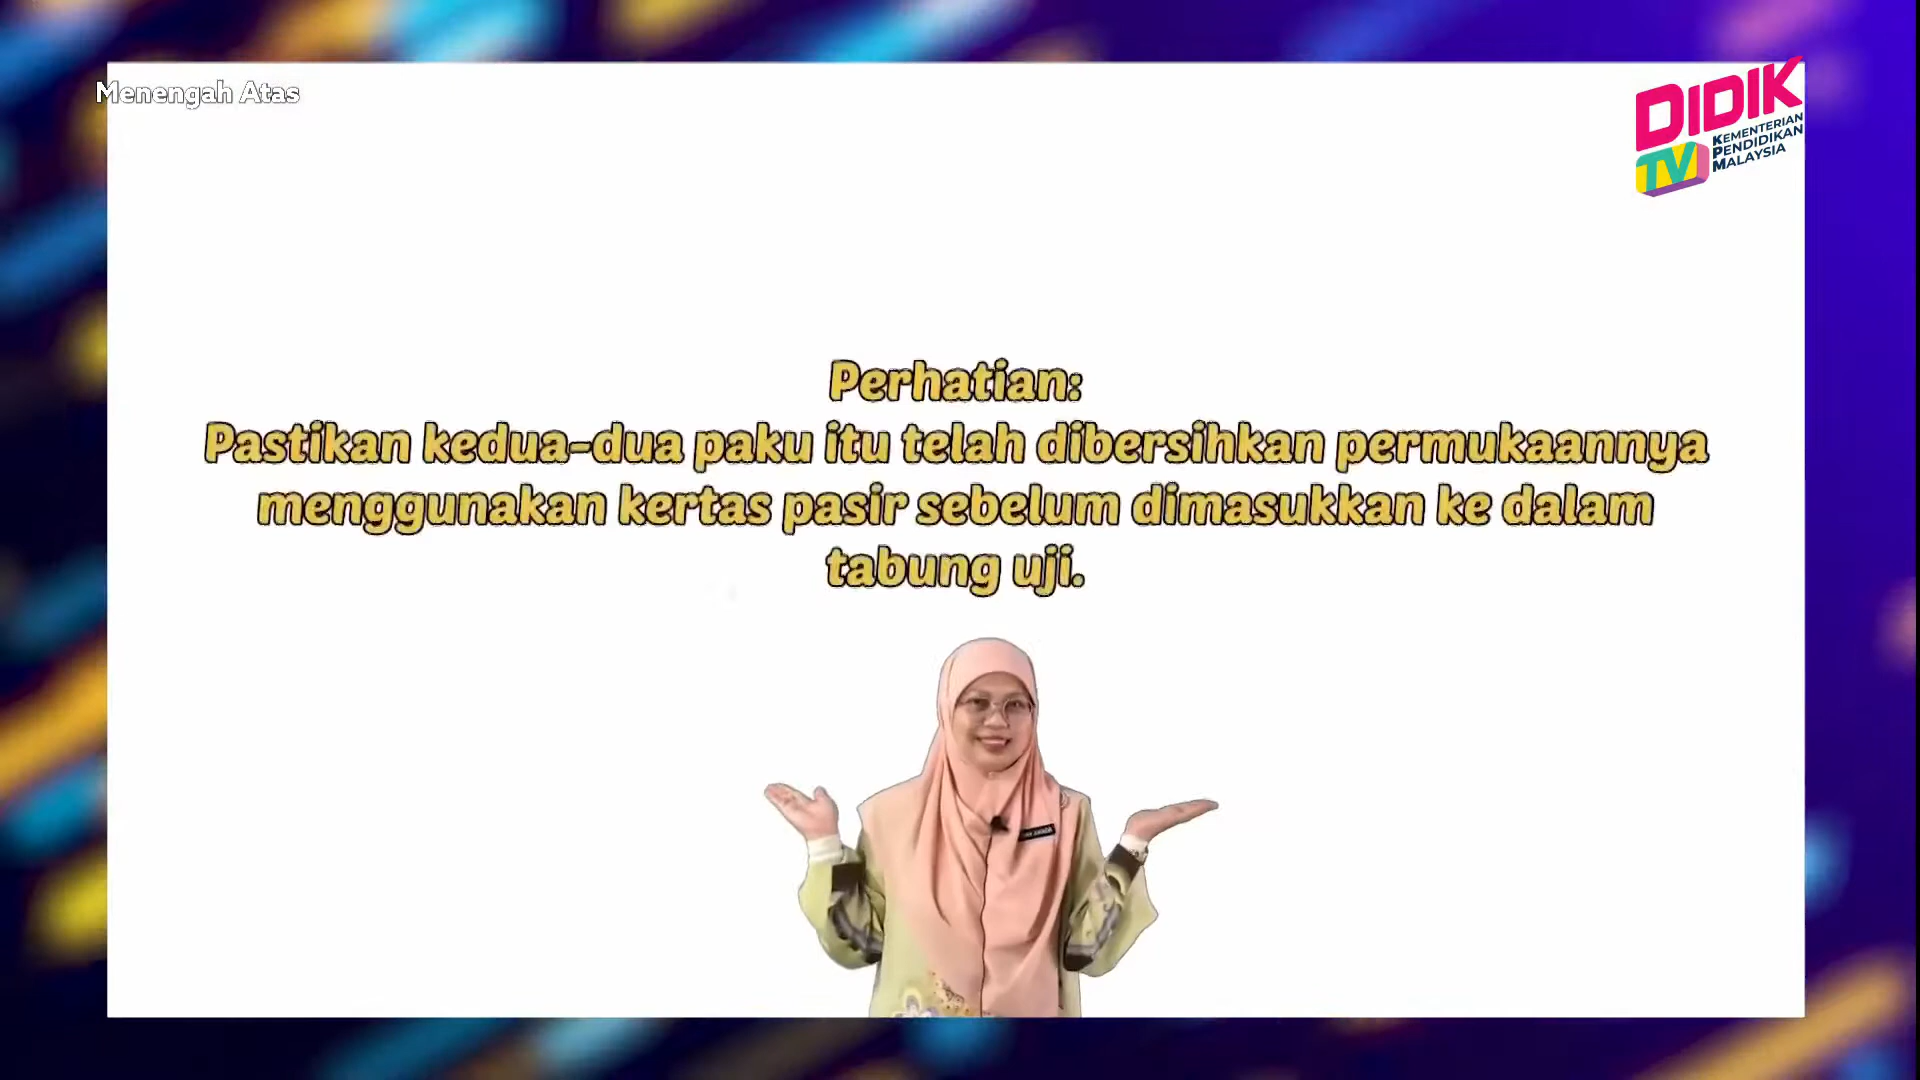 Menengah Atas
DIDIK
TV
KEMENTERIAN
PENDIDIKAN
MALAYSIA
Perhatian:
Pastikan kedua-dua paku itu telah dibersihkan permukaannya
menggunakan kertas pasir sebelum dimasukkan ke dalam
tabung uji.